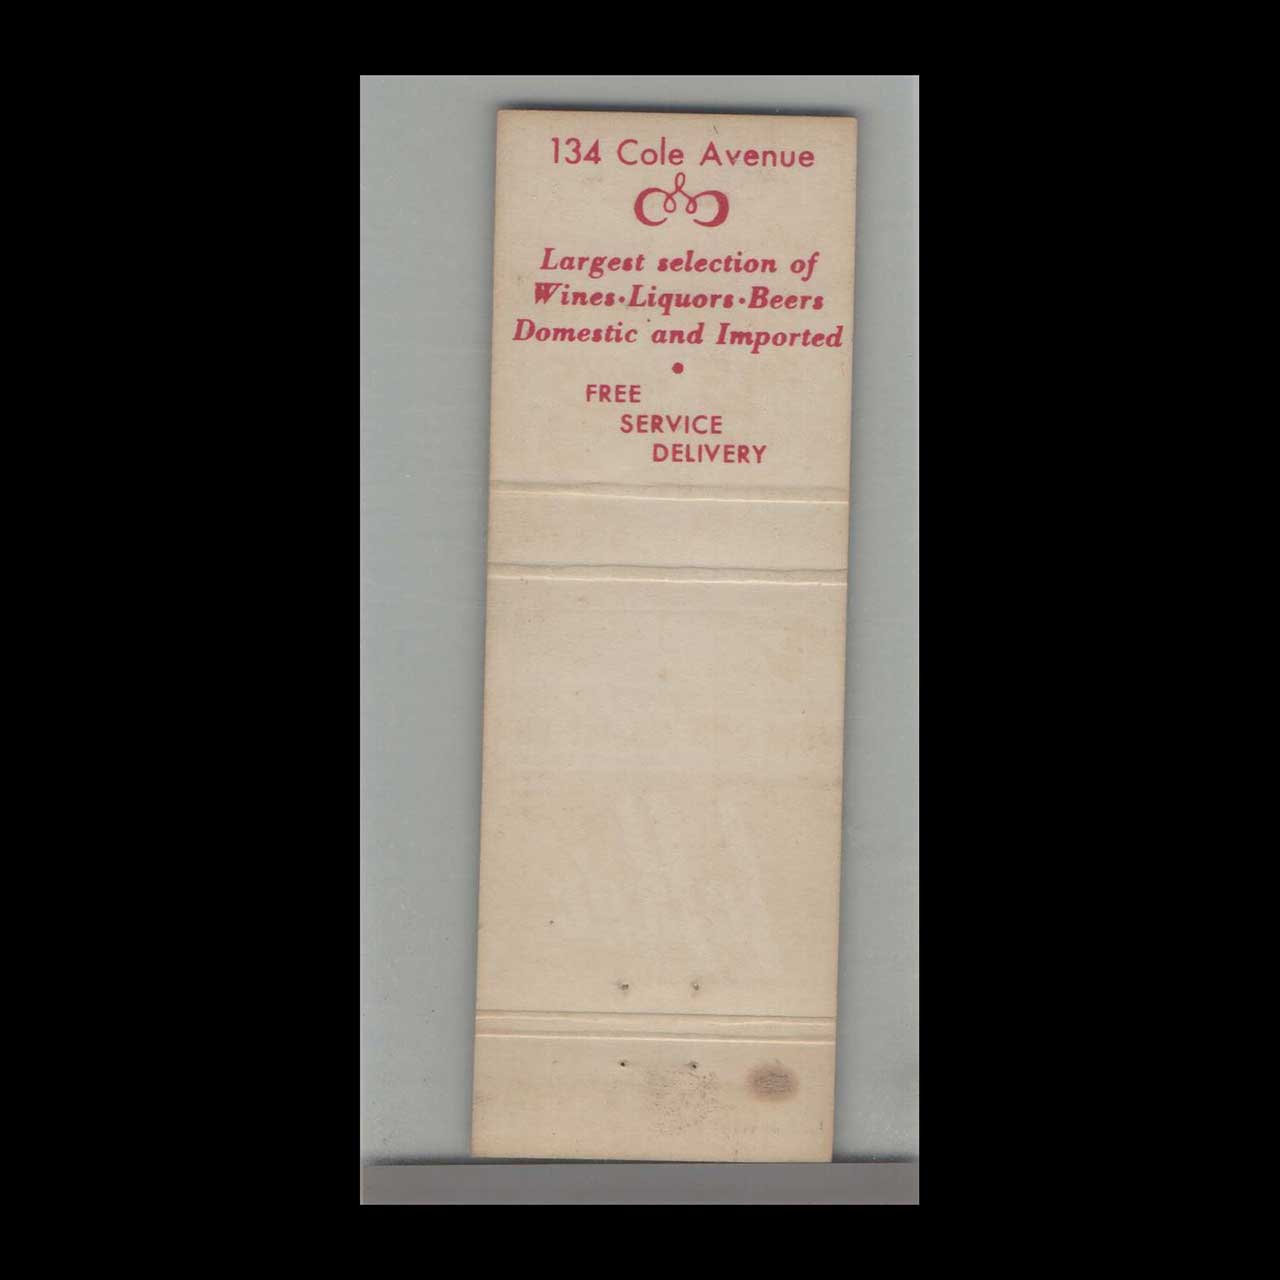 134 Cole Avenue
Largest selection of
Wines•Liquors•Beers
Domestic and Imported
•
FREE
SERVICE
DELIVERY